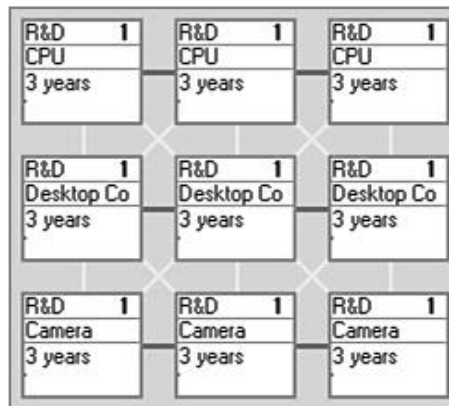 R&D 1 R&D 1 R&D 1
CPU CPU CPU
3 years 3 years 3 years
R&D 1 R&D 1 R&D 1
Desktop Co Desktop Co Desktop Co
3 years 3 years 3 years
R&D 1 R&D 1 R&D 1
Camera Camera Camera
3 years 3 years 3 years